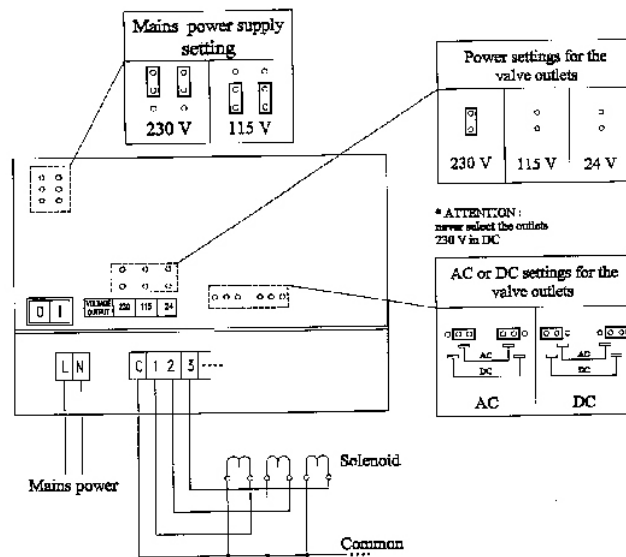 Mains power supply
setting
230 V
115 V
Power settings for the
valve outlets
230 V
115 V
24 V
* ATTENTION :
never select the outlets
230 V in DC
AC or DC settings for the
valve outlets
AC
DC
AC
AC
DC
DC
O I
VOLTAGE
OUTPUT
230
115
24
L N
C 1 2 3 ....
Mains power
Solenoid
Common